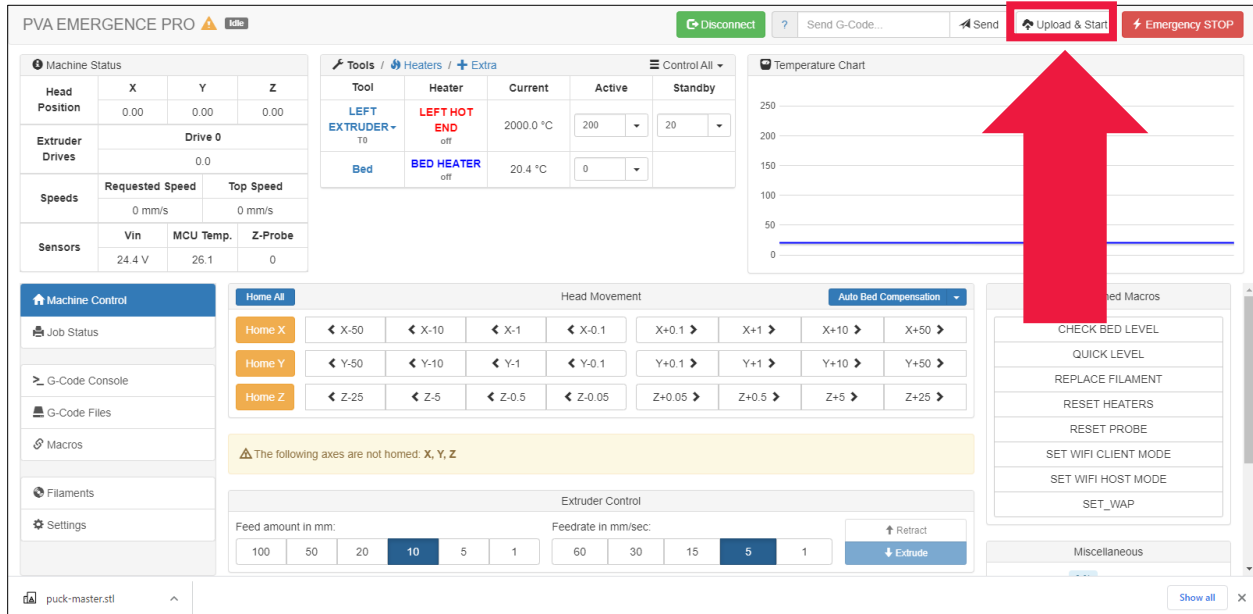 PVA EMERGENCE PRO Idle Disconnect ? Send G-Code... Send Upload & Start Emergency STOP
Machine Status
Head Position X Y Z
0.00 0.00 0.00
Extruder Drives Drive 0
0.0
Speeds Requested Speed Top Speed
0 mm/s 0 mm/s
Sensors Vin MCU Temp. Z-Probe
24.4 V 26.1 0
Tools / Heaters / + Extra Control All
Tool Heater Current Active Standby
LEFT EXTRUDER T0 LEFT HOT END off 2000.0 °C 200 20
Bed BED HEATER off 20.4 °C 0
Temperature Chart
250
200
150
100
50
0
Machine Control
Job Status
G-Code Console
G-Code Files
Macros
Filaments
Settings
Home All Head Movement Auto Bed Compensation
Home X X-50 X-10 X-1 X-0.1 X+0.1 X+1 X+10 X+50
Home Y Y-50 Y-10 Y-1 Y-0.1 Y+0.1 Y+1 Y+10 Y+50
Home Z Z-25 Z-5 Z-0.5 Z-0.05 Z+0.05 Z+0.5 Z+5 Z+25
The following axes are not homed: X, Y, Z
Extruder Control
Feed amount in mm: Feedrate in mm/sec: Retract
100 50 20 10 5 1 60 30 15 5 1 Extrude
Macros
CHECK BED LEVEL
QUICK LEVEL
REPLACE FILAMENT
RESET HEATERS
RESET PROBE
SET WIFI CLIENT MODE
SET WIFI HOST MODE
SET_WAP
Miscellaneous
puck-master.stl Show all